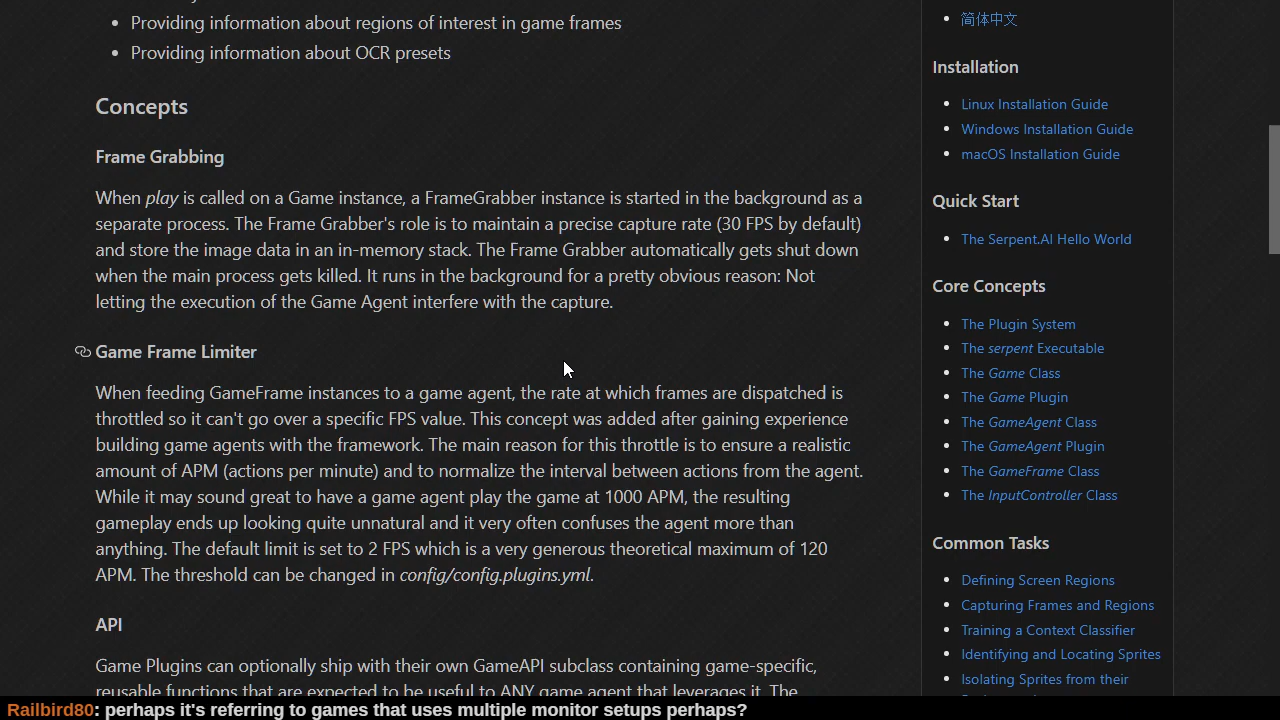 Providing information about regions of interest in game frames
Providing information about OCR presets
Concepts
Frame Grabbing
When play is called on a Game instance, a FrameGrabber instance is started in the background as a
separate process. The Frame Grabber's role is to maintain a precise capture rate (30 FPS by default)
and store the image data in an in-memory stack. The Frame Grabber automatically gets shut down
when the main process gets killed. It runs in the background for a pretty obvious reason: Not
letting the execution of the Game Agent interfere with the capture.
Game Frame Limiter
When feeding GameFrame instances to a game agent, the rate at which frames are dispatched is
throttled so it can't go over a specific FPS value. This concept was added after gaining experience
building game agents with the framework. The main reason for this throttle is to ensure a realistic
amount of APM (actions per minute) and to normalize the interval between actions from the agent.
While it may sound great to have a game agent play the game at 1000 APM, the resulting
gameplay ends up looking quite unnatural and it very often confuses the agent more than
anything. The default limit is set to 2 FPS which is a very generous theoretical maximum of 120
APM. The threshold can be changed in config/config.plugins.yml.
API
Game Plugins can optionally ship with their own GameAPI subclass containing game-specific,
reusable functions that are expected to be useful to ANY game agent that leverages it. The
简体中文
Installation
Linux Installation Guide
Windows Installation Guide
macOS Installation Guide
Quick Start
The Serpent.AI Hello World
Core Concepts
The Plugin System
The serpent Executable
The Game Class
The Game Plugin
The GameAgent Class
The GameAgent Plugin
The GameFrame Class
The InputController Class
Common Tasks
Defining Screen Regions
Capturing Frames and Regions
Training a Context Classifier
Identifying and Locating Sprites
Isolating Sprites from their
Railbird80: perhaps it's referring to games that uses multiple monitor setups perhaps?